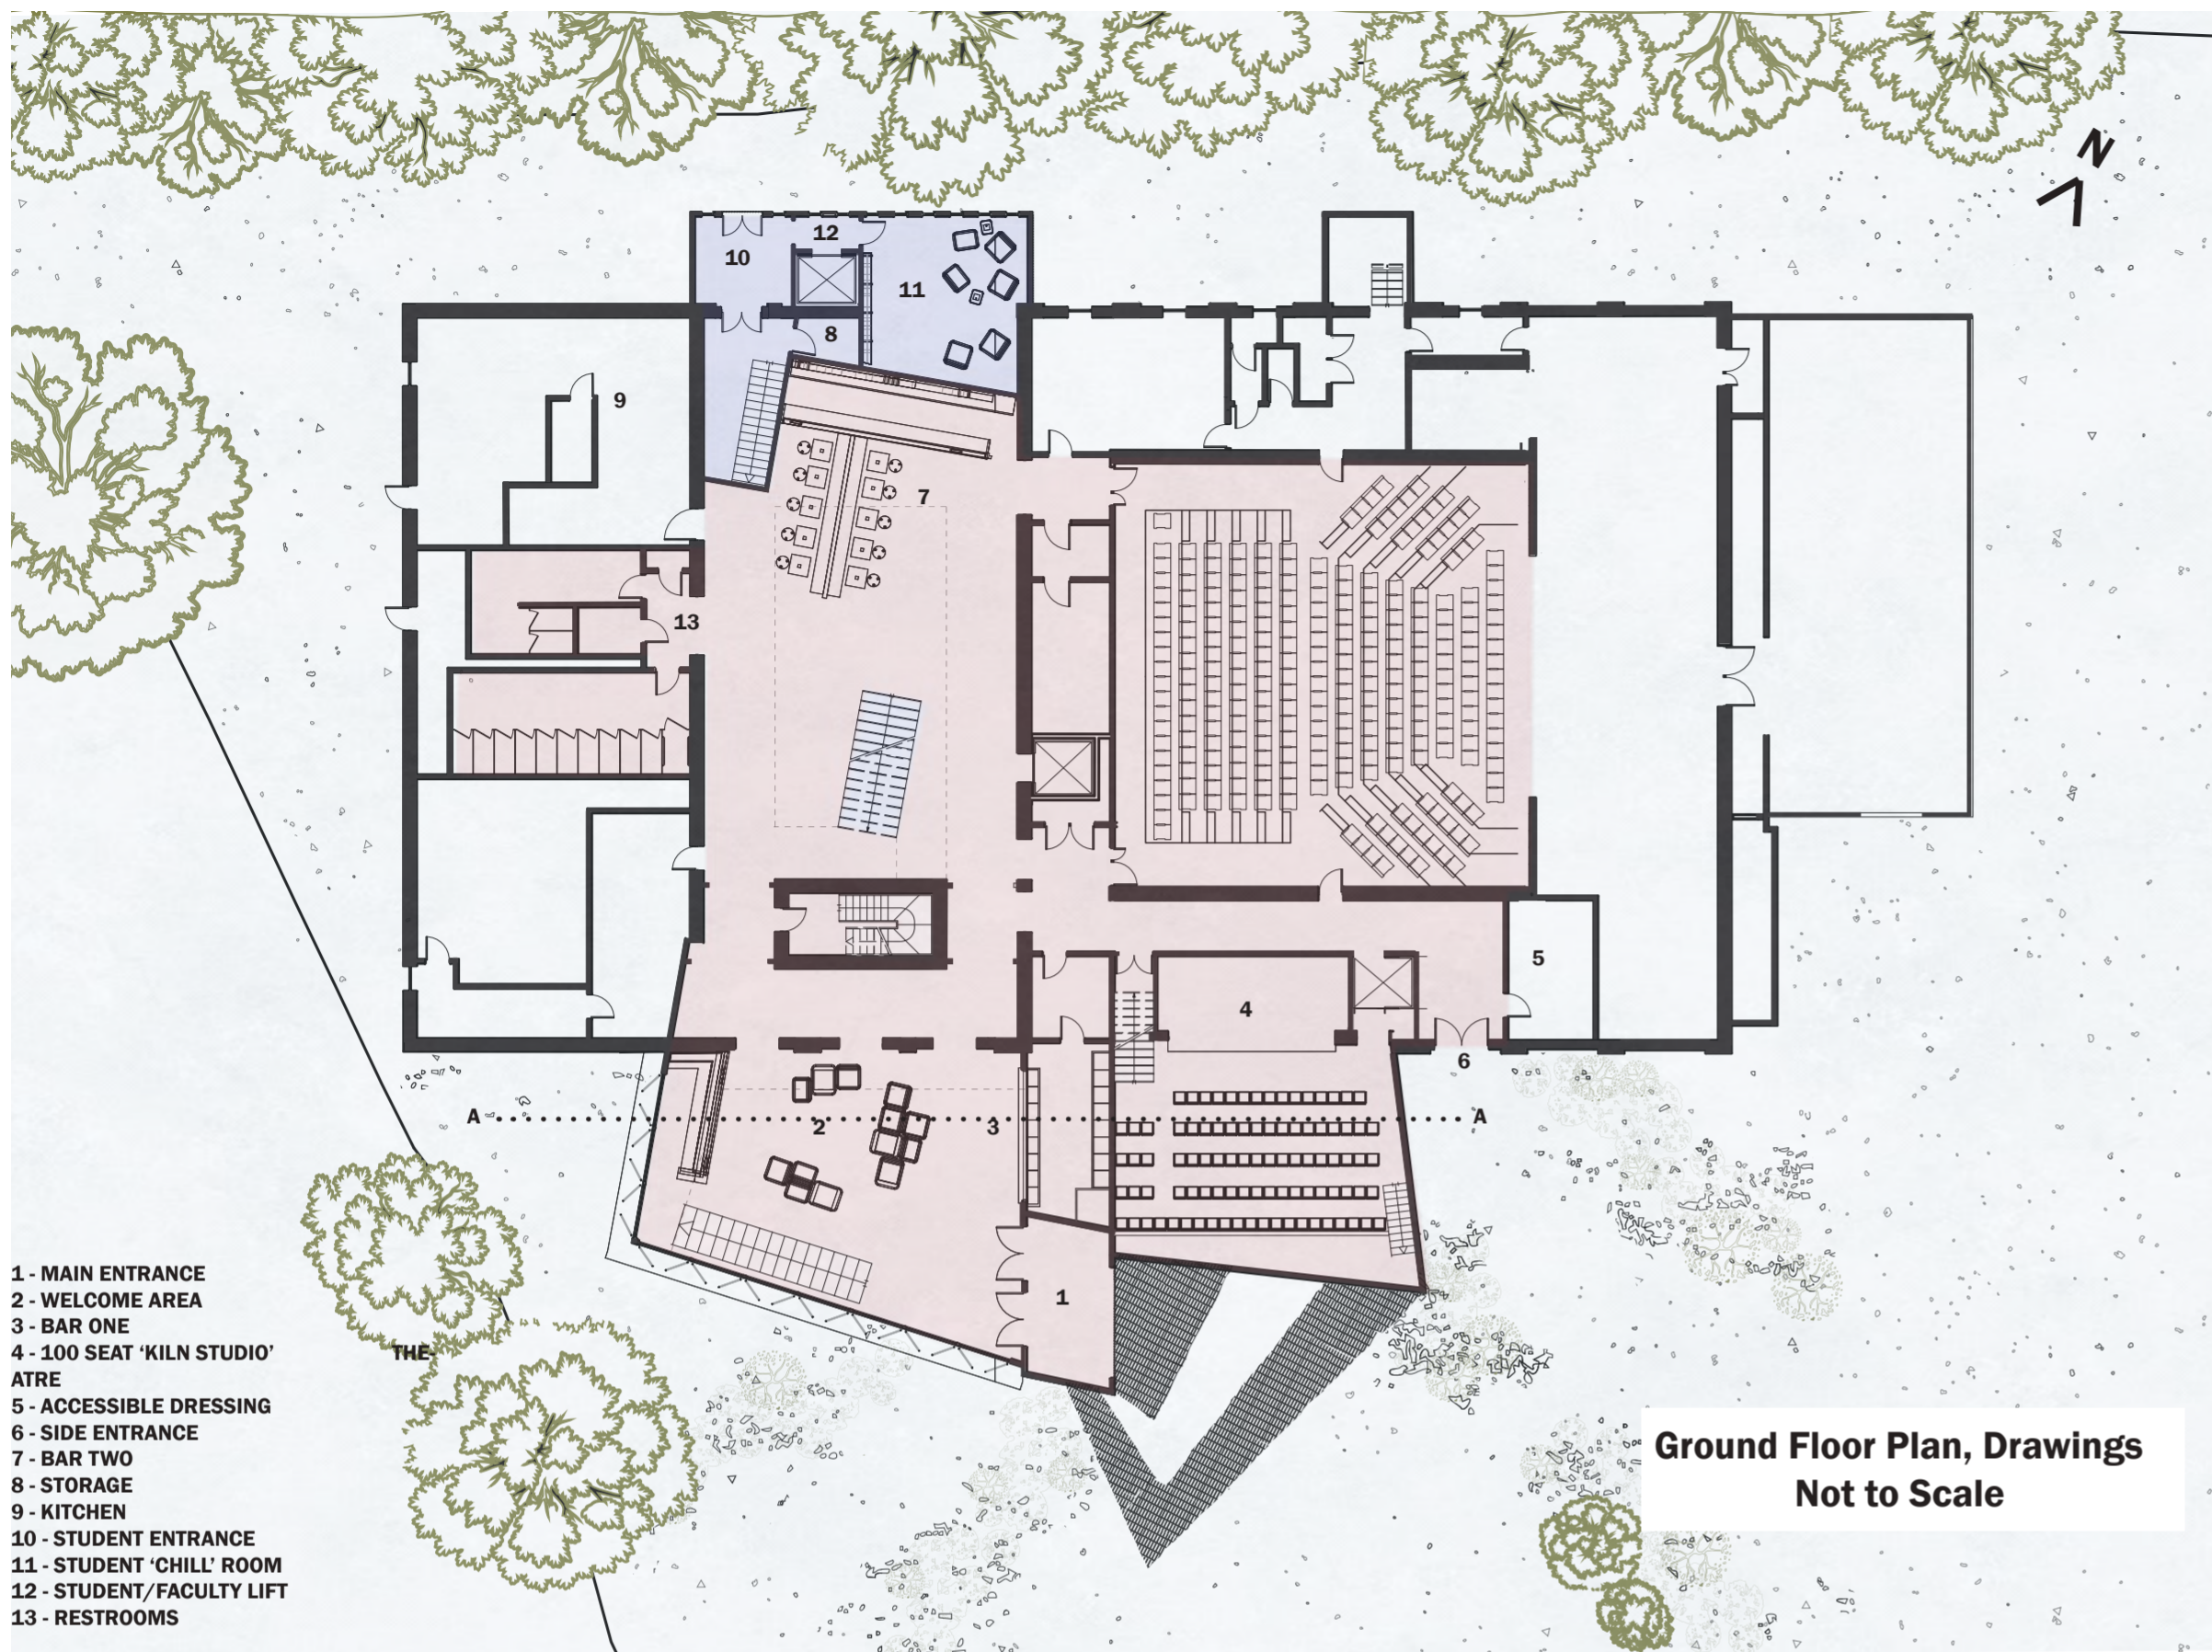 N
12
10
11
8
9
7
13
5
4
6
A
A
2
3
1
1 - MAIN ENTRANCE
2 - WELCOME AREA
3 - BAR ONE
4 - 100 SEAT ‘KILN STUDIO’ THE-
ATRE
5 - ACCESSIBLE DRESSING
6 - SIDE ENTRANCE
7 - BAR TWO
8 - STORAGE
9 - KITCHEN
10 - STUDENT ENTRANCE
11 - STUDENT ‘CHILL’ ROOM
12 - STUDENT/FACULTY LIFT
13 - RESTROOMS
Ground Floor Plan, Drawings
Not to Scale